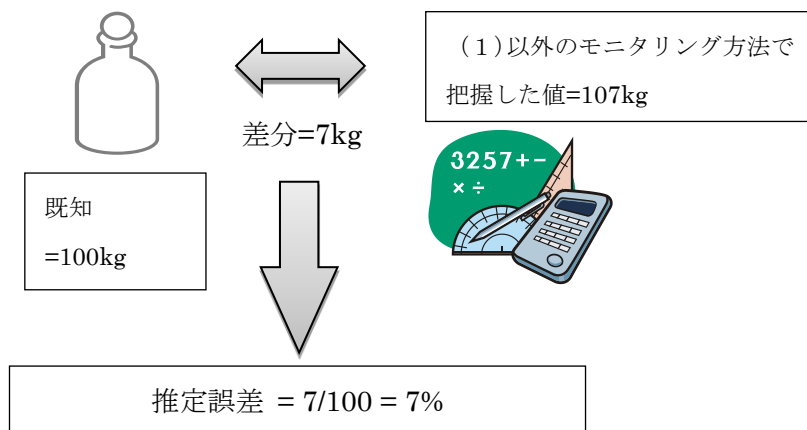 (1)以外のモニタリング方法で
把握した値=107kg
差分=7kg
3257+-
×÷
既知
=100kg
推定誤差 = 7/100 = 7%